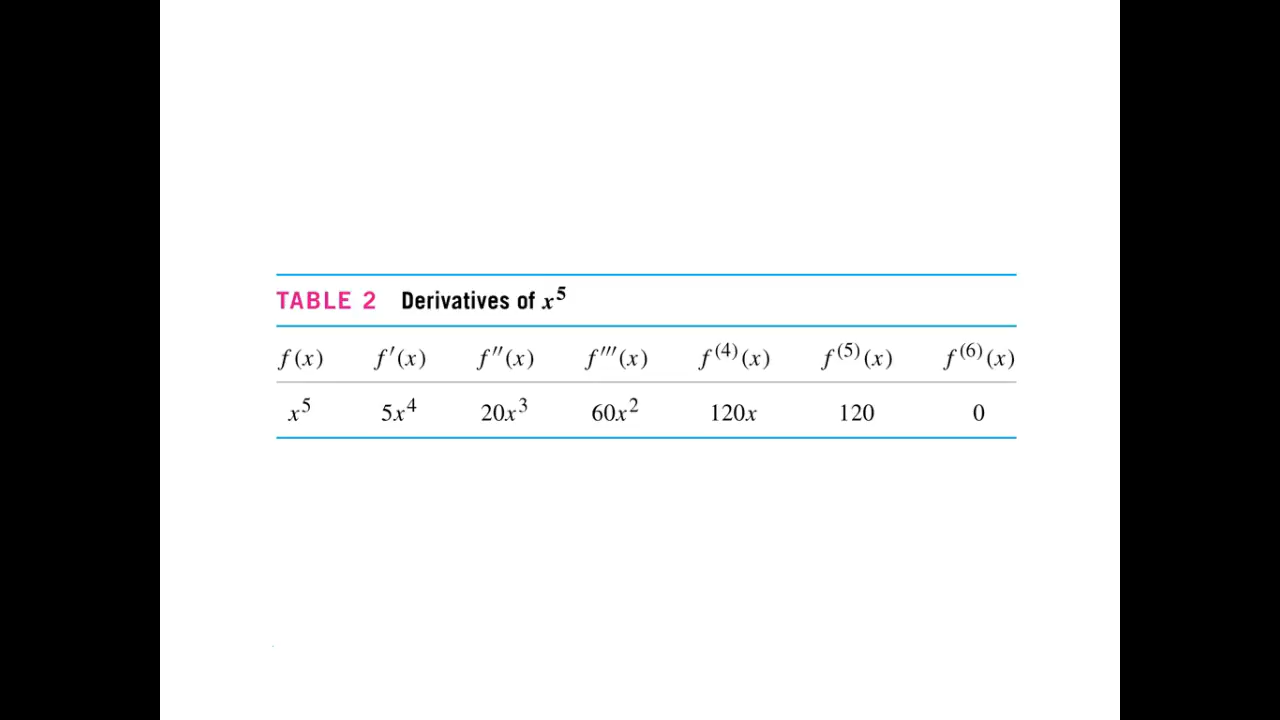 TABLE 2 Derivatives of x⁵
f(x) f′(x) f″(x) f‴(x) f⁽⁴⁾(x) f⁽⁵⁾(x) f⁽⁶⁾(x)
x⁵ 5x⁴ 20x³ 60x² 120x 120 0